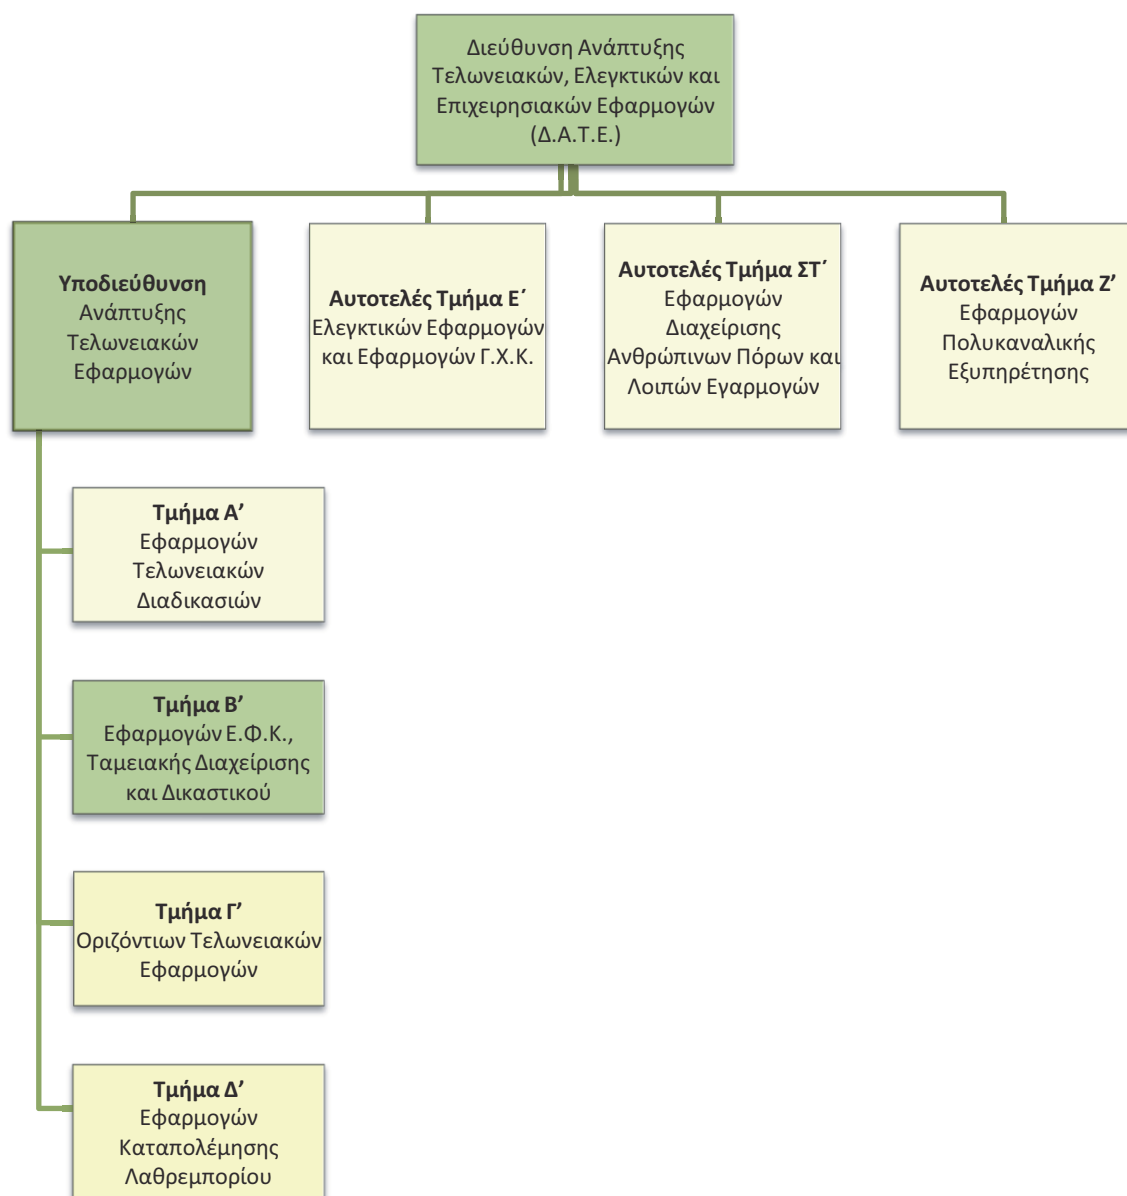 Διεύθυνση Ανάπτυξης
Τελωνειακών, Ελεγκτικών και
Επιχειρησιακών Εφαρμογών
(Δ.Α.Τ.Ε.)
Υποδιεύθυνση
Ανάπτυξης
Τελωνειακών
Εφαρμογών
Αυτοτελές Τμήμα Ε΄
Ελεγκτικών Εφαρμογών
και Εφαρμογών Γ.Χ.Κ.
Αυτοτελές Τμήμα ΣΤ΄
Εφαρμογών
Διαχείρισης
Ανθρώπινων Πόρων και
Λοιπών Εγαρμογών
Αυτοτελές Τμήμα Ζ’
Εφαρμογών
Πολυκαναλικής
Εξυπηρέτησης
Τμήμα Α’
Εφαρμογών
Τελωνειακών
Διαδικασιών
Τμήμα Β’
Εφαρμογών Ε.Φ.Κ.,
Ταμειακής Διαχείρισης
και Δικαστικού
Τμήμα Γ’
Οριζόντιων Τελωνειακών
Εφαρμογών
Τμήμα Δ’
Εφαρμογών
Καταπολέμησης
Λαθρεμπορίου